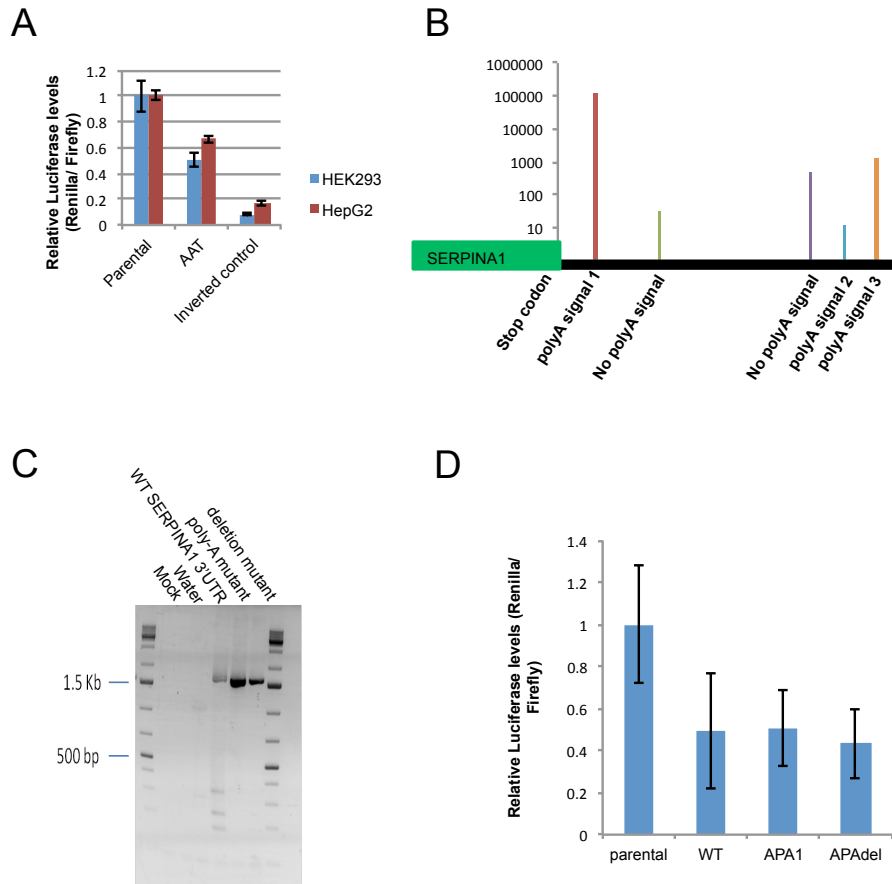 A
Relative Luciferase levels
(Renilla/ Firefly)
1.2
1
0.8
0.6
0.4
0.2
0
Parental
AAT
Inverted control
HEK293
HepG2
B
1000000
100000
10000
1000
100
10
SERPINA1
Stop codon
polyA signal 1
No polyA signal
No polyA signal
polyA signal 2
polyA signal 3
C
Mock
Water
WT SERPINA1 3'UTR
poly-A mutant
deletion mutant
1.5 Kb
500 bp
D
Relative Luciferase levels (Renilla/
Firefly)
1.4
1.2
1
0.8
0.6
0.4
0.2
0
parental
WT
APA1
APAdel